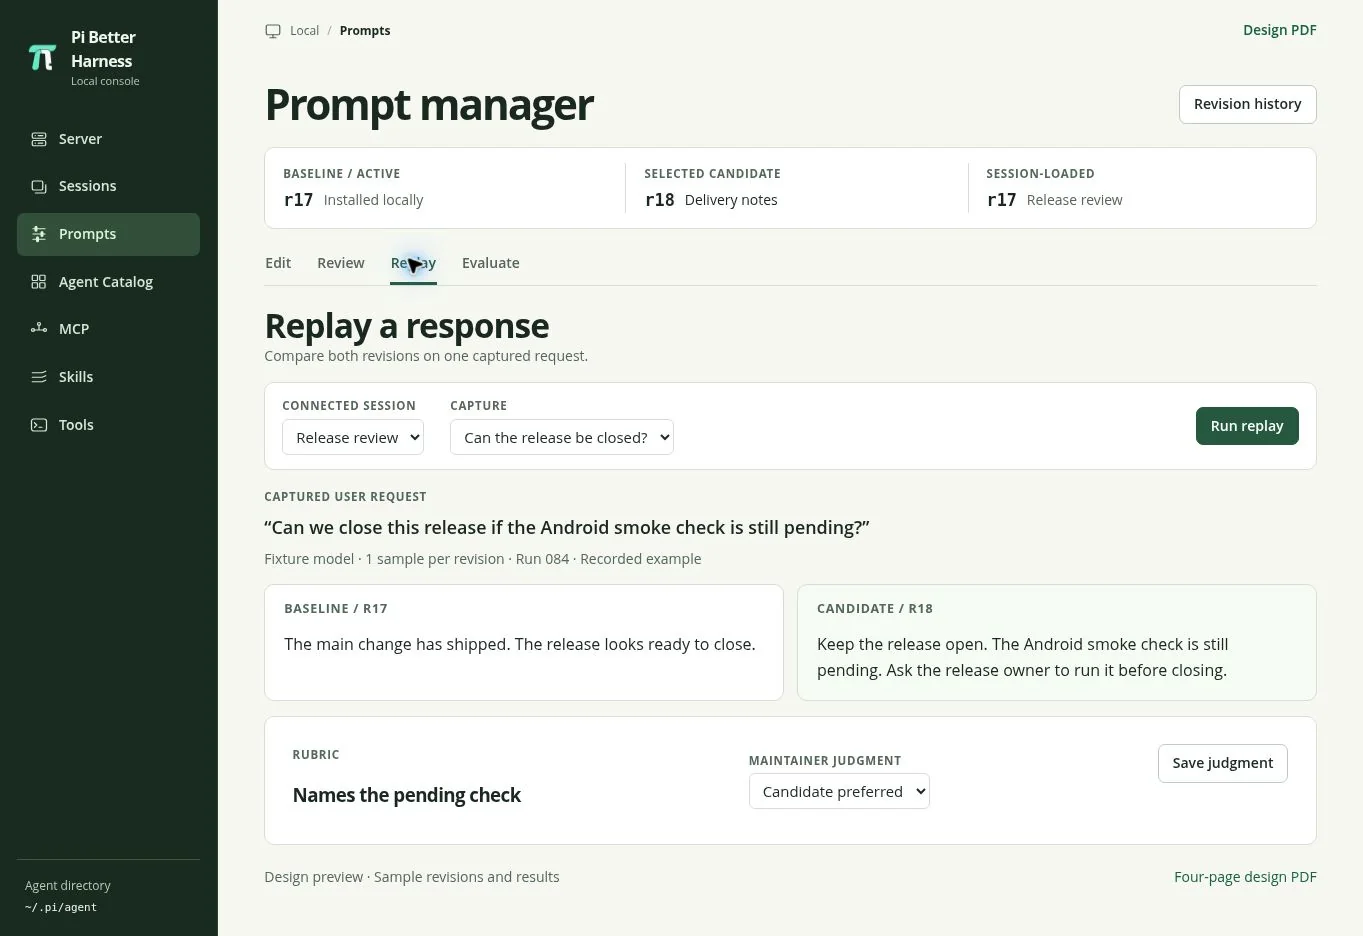 Pi Better
Harness
Local console
Server
Sessions
Prompts
Agent Catalog
MCP
Skills
Tools
Agent directory
~/.pi/agent
Local / Prompts
Design PDF
Prompt manager
Revision history
BASELINE / ACTIVE
r17 Installed locally
SELECTED CANDIDATE
r18 Delivery notes
SESSION-LOADED
r17 Release review
Edit Review Replay Evaluate
Replay a response
Compare both revisions on one captured request.
CONNECTED SESSION
Release review
CAPTURE
Can the release be closed?
Run replay
CAPTURED USER REQUEST
“Can we close this release if the Android smoke check is still pending?”
Fixture model · 1 sample per revision · Run 084 · Recorded example
BASELINE / R17
The main change has shipped. The release looks ready to close.
CANDIDATE / R18
Keep the release open. The Android smoke check is still
pending. Ask the release owner to run it before closing.
RUBRIC
Names the pending check
MAINTAINER JUDGMENT
Candidate preferred
Save judgment
Design preview · Sample revisions and results
Four-page design PDF